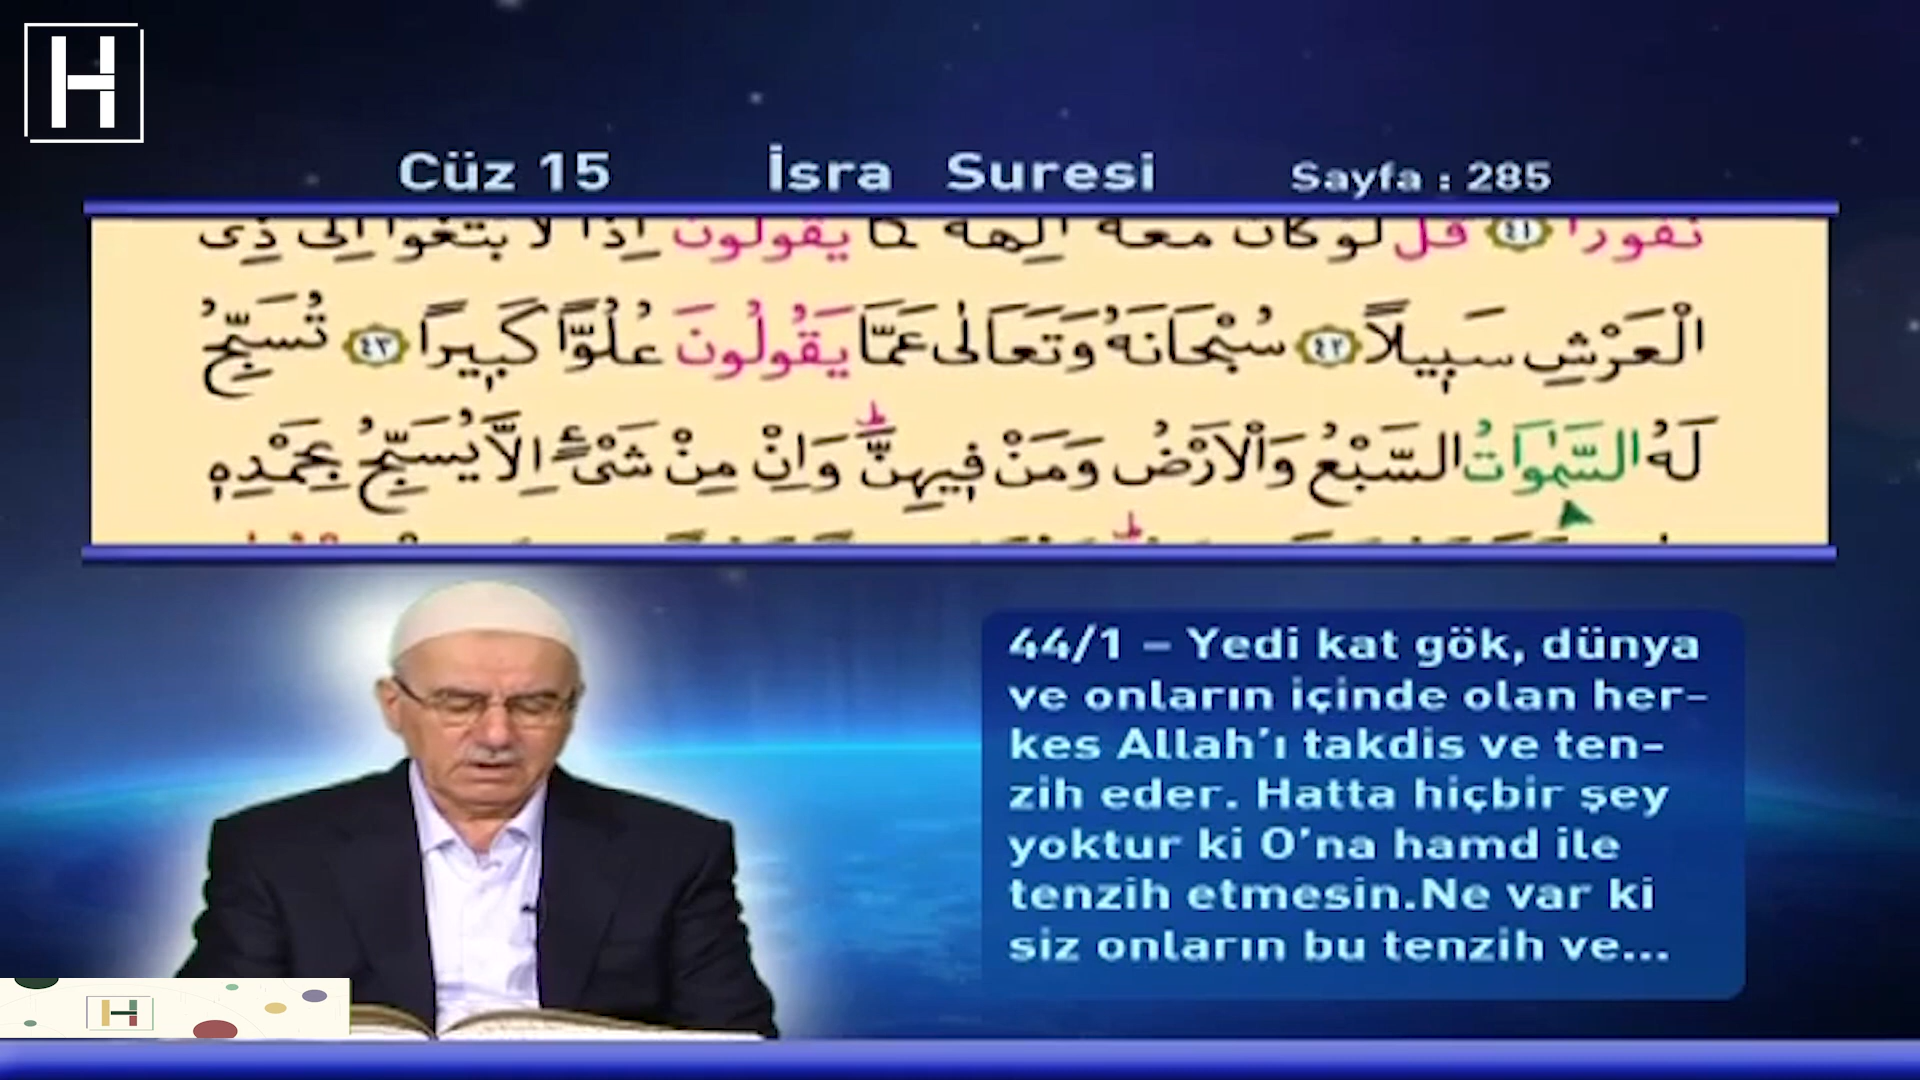 H
Cüz 15 İsra Suresi Sayfa : 285
نُفُورًا ﴿٤١﴾ قُلْ لَوْ كَانَ مَعَهُٓ اٰلِهَةٌ كَمَا يَقُولُونَ اِذًا لَابْتَغَوْا اِلٰى ذِى
الْعَرْشِ سَبِيلًا ﴿٤٢﴾ سُبْحَانَهُ وَتَعَالٰى عَمَّا يَقُولُونَ عُلُوًّا كَبِيرًا ﴿٤٣﴾ تُسَبِّحُ
لَهُ السَّمٰوَاتُ السَّبْعُ وَالْاَرْضُ وَمَنْ فِيهِنَّ ۜ وَاِنْ مِنْ شَىْءٍ اِلَّا يُسَبِّحُ بِحَمْدِهٖ
44/1 – Yedi kat gök, dünya
ve onların içinde olan her-
kes Allah’ı takdis ve ten-
zih eder. Hatta hiçbir şey
yoktur ki O’na hamd ile
tenzih etmesin.Ne var ki
siz onların bu tenzih ve...
H